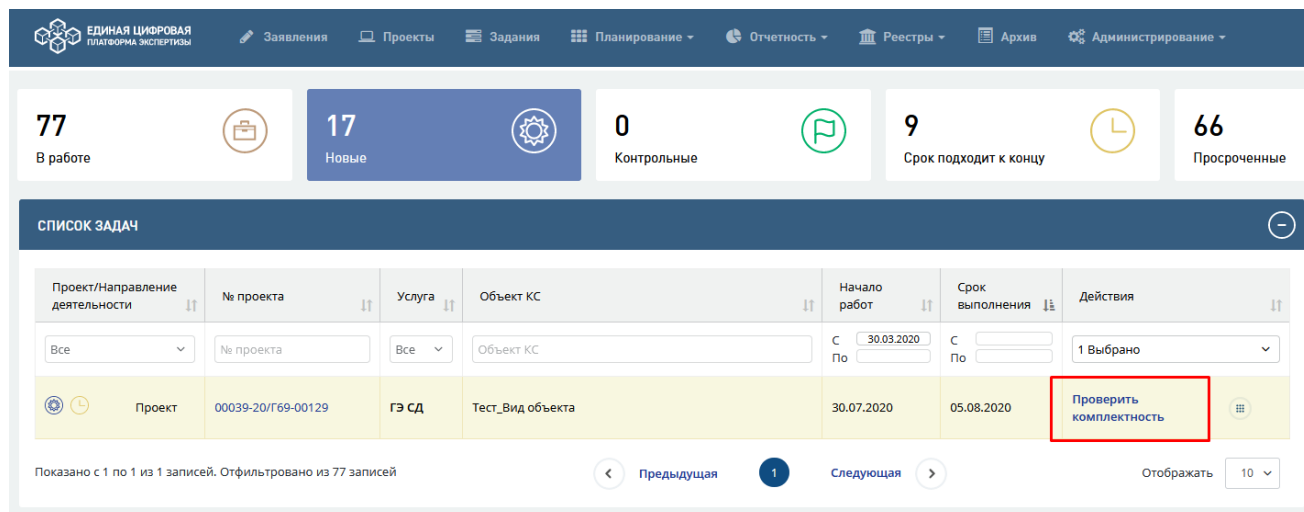 ЕДИНАЯ ЦИФРОВАЯ
ПЛАТФОРМА ЭКСПЕРТИЗЫ
Заявления Проекты Задания Планирование Отчетность Реестры Архив Администрирование
77 17 0 9 66
В работе Новые Контрольные Срок подходит к концу Просроченные
СПИСОК ЗАДАЧ
Проект/Направление деятельности № проекта Услуга Объект КС Начало работ Срок выполнения Действия
Все № проекта Все Объект КС С 30.03.2020 С 1 Выбрано
По По
Проект 00039-20/Г69-00129 ГЭ СД Тест_Вид объекта 30.07.2020 05.08.2020 Проверить
комплектность
Показано с 1 по 1 из 1 записей. Отфильтровано из 77 записей Предыдущая 1 Следующая Отображать 10